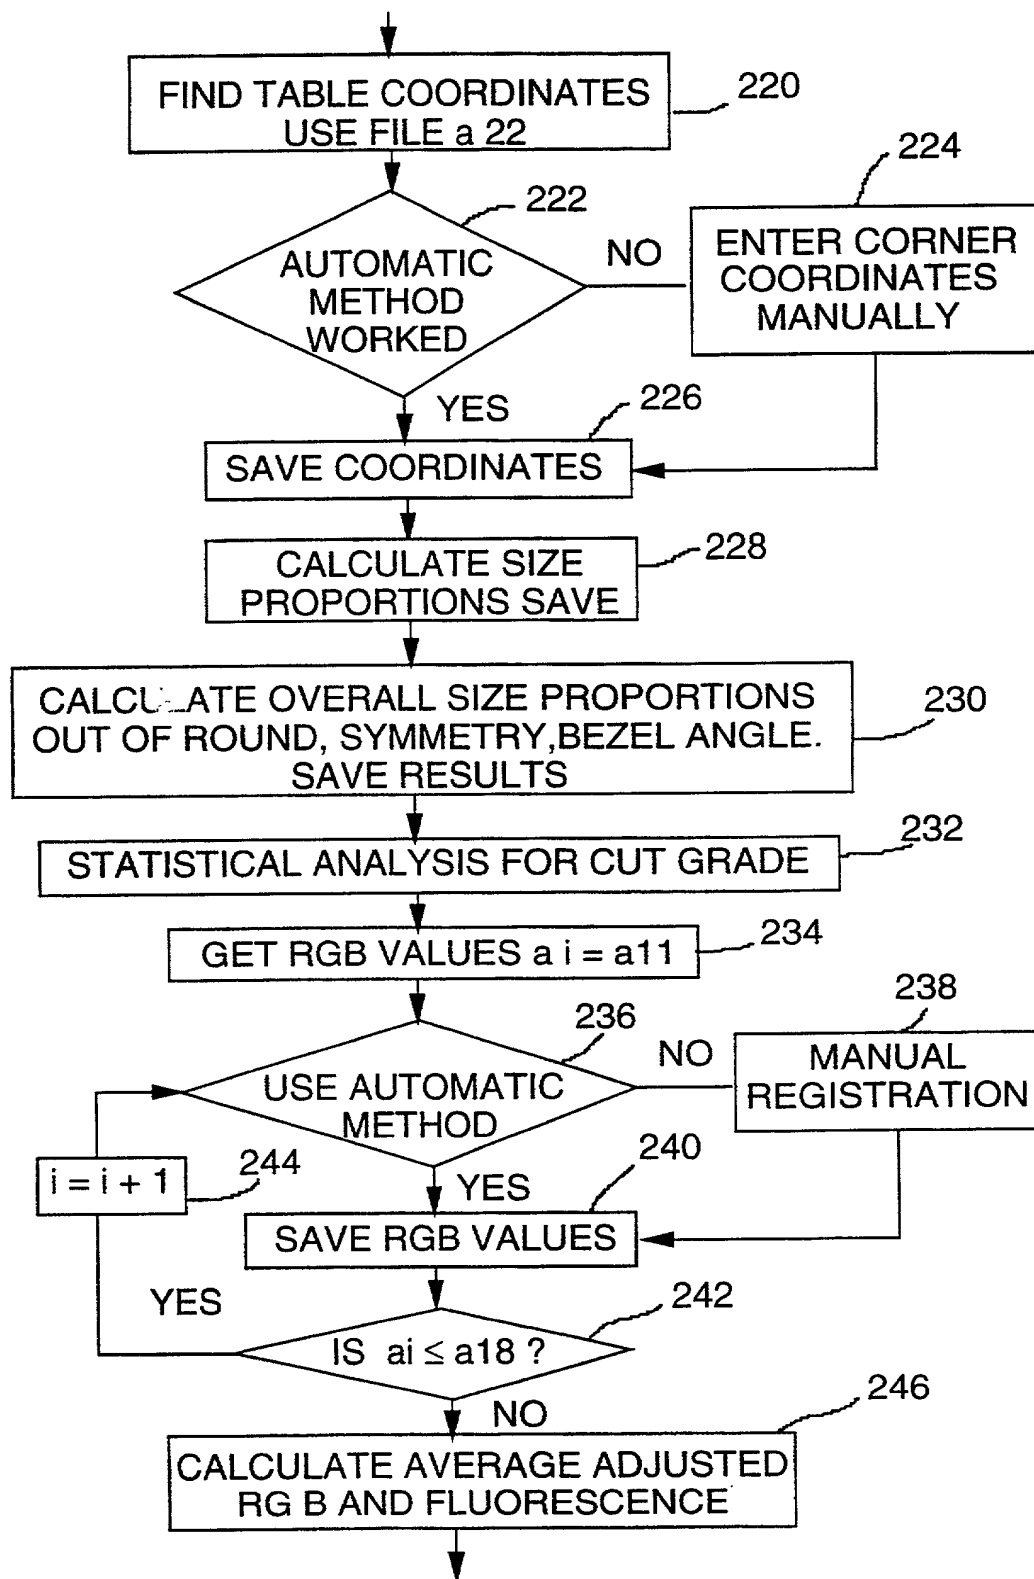 FIND TABLE COORDINATES
USE FILE a 22
220
222
AUTOMATIC
METHOD
WORKED
NO
224
ENTER CORNER
COORDINATES
MANUALLY
YES
226
SAVE COORDINATES
228
CALCULATE SIZE
PROPORTIONS SAVE
CALCULATE OVERALL SIZE PROPORTIONS
OUT OF ROUND, SYMMETRY,BEZEL ANGLE.
SAVE RESULTS
230
232
STATISTICAL ANALYSIS FOR CUT GRADE
GET RGB VALUES a i = a11
234
236
USE AUTOMATIC
METHOD
NO
238
MANUAL
REGISTRATION
i = i + 1
244
YES
240
SAVE RGB VALUES
YES
242
IS ai ≤ a18 ?
NO
246
CALCULATE AVERAGE ADJUSTED
RG B AND FLUORESCENCE